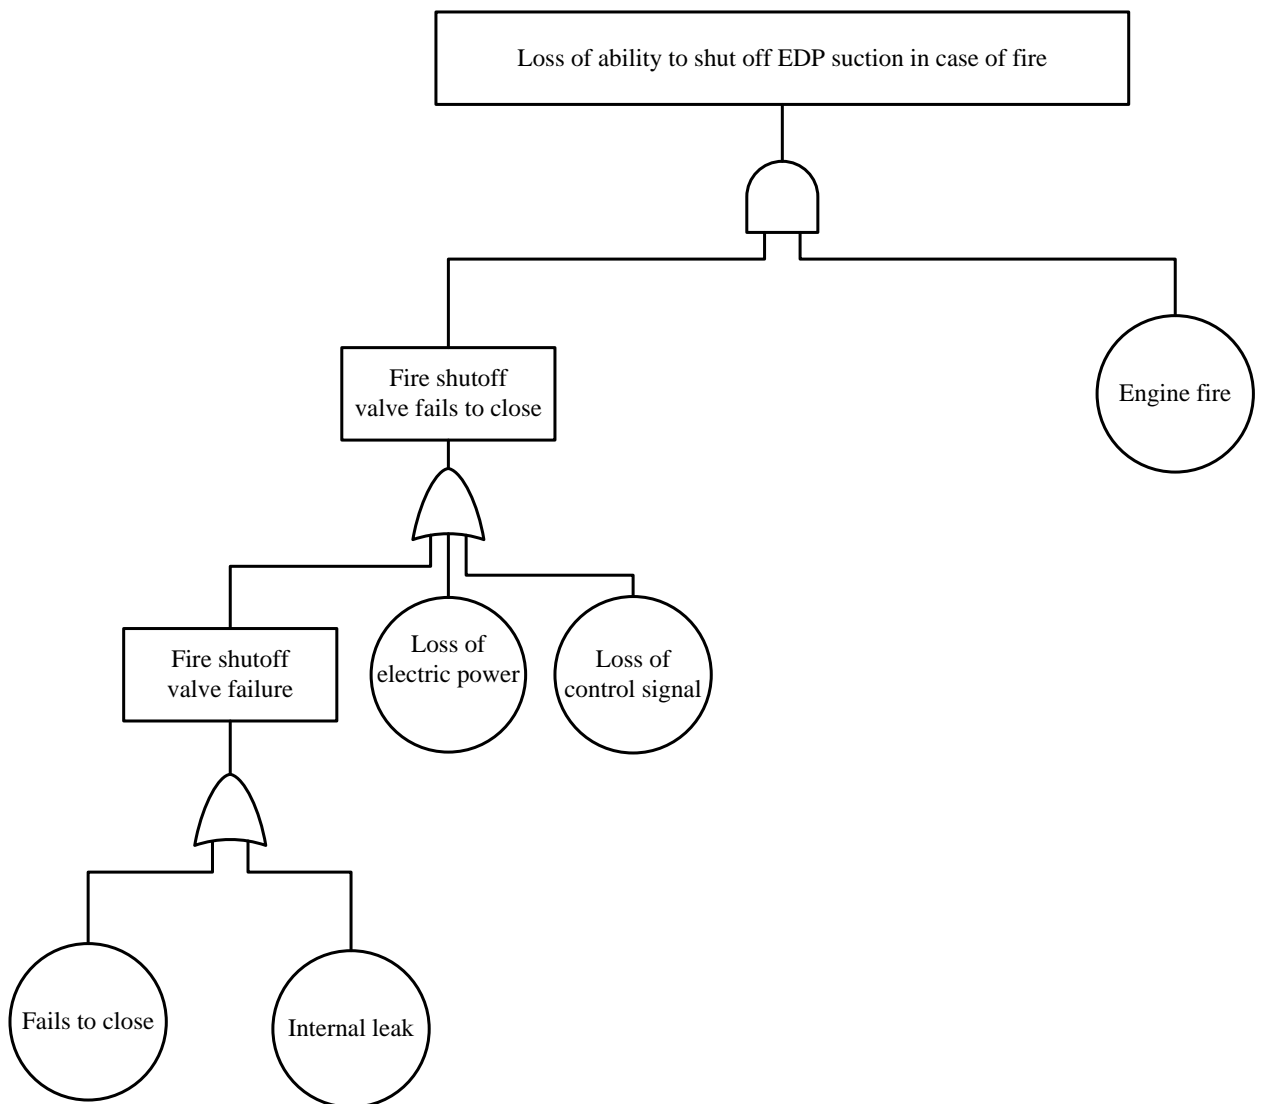 Loss of ability to shut off EDP suction in case of fire
Fire shutoff
valve fails to close
Engine fire
Fire shutoff
valve failure
Loss of
electric power
Loss of
control signal
Fails to close
Internal leak